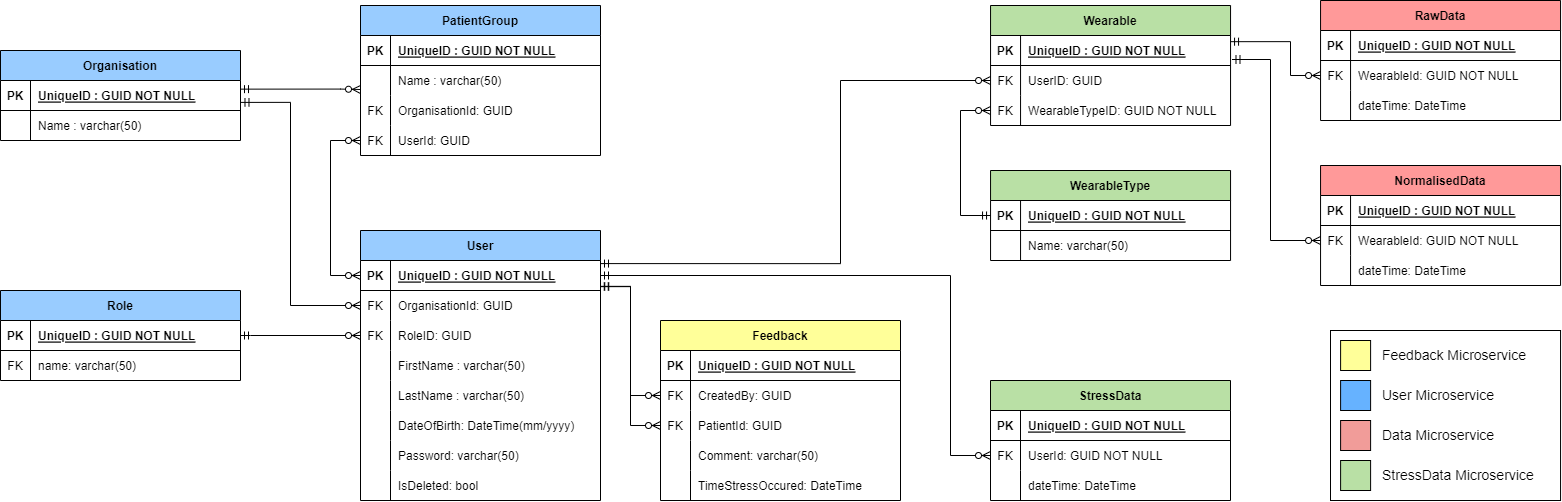 Organisation
PK UniqueID : GUID NOT NULL
Name : varchar(50)
Role
PK UniqueID : GUID NOT NULL
FK name: varchar(50)
PatientGroup
PK UniqueID : GUID NOT NULL
Name : varchar(50)
FK OrganisationId: GUID
FK UserId: GUID
User
PK UniqueID : GUID NOT NULL
FK OrganisationId: GUID
FK RoleID: GUID
FirstName : varchar(50)
LastName : varchar(50)
DateOfBirth: DateTime(mm/yyyy)
Password: varchar(50)
IsDeleted: bool
Feedback
PK UniqueID : GUID NOT NULL
FK CreatedBy: GUID
FK PatientId: GUID
Comment: varchar(50)
TimeStressOccured: DateTime
Wearable
PK UniqueID : GUID NOT NULL
FK UserID: GUID
FK WearableTypeID: GUID NOT NULL
WearableType
PK UniqueID : GUID NOT NULL
Name: varchar(50)
StressData
PK UniqueID : GUID NOT NULL
FK UserId: GUID NOT NULL
dateTime: DateTime
RawData
PK UniqueID : GUID NOT NULL
FK WearableId: GUID NOT NULL
dateTime: DateTime
NormalisedData
PK UniqueID : GUID NOT NULL
FK WearableId: GUID NOT NULL
dateTime: DateTime
Feedback Microservice
User Microservice
Data Microservice
StressData Microservice